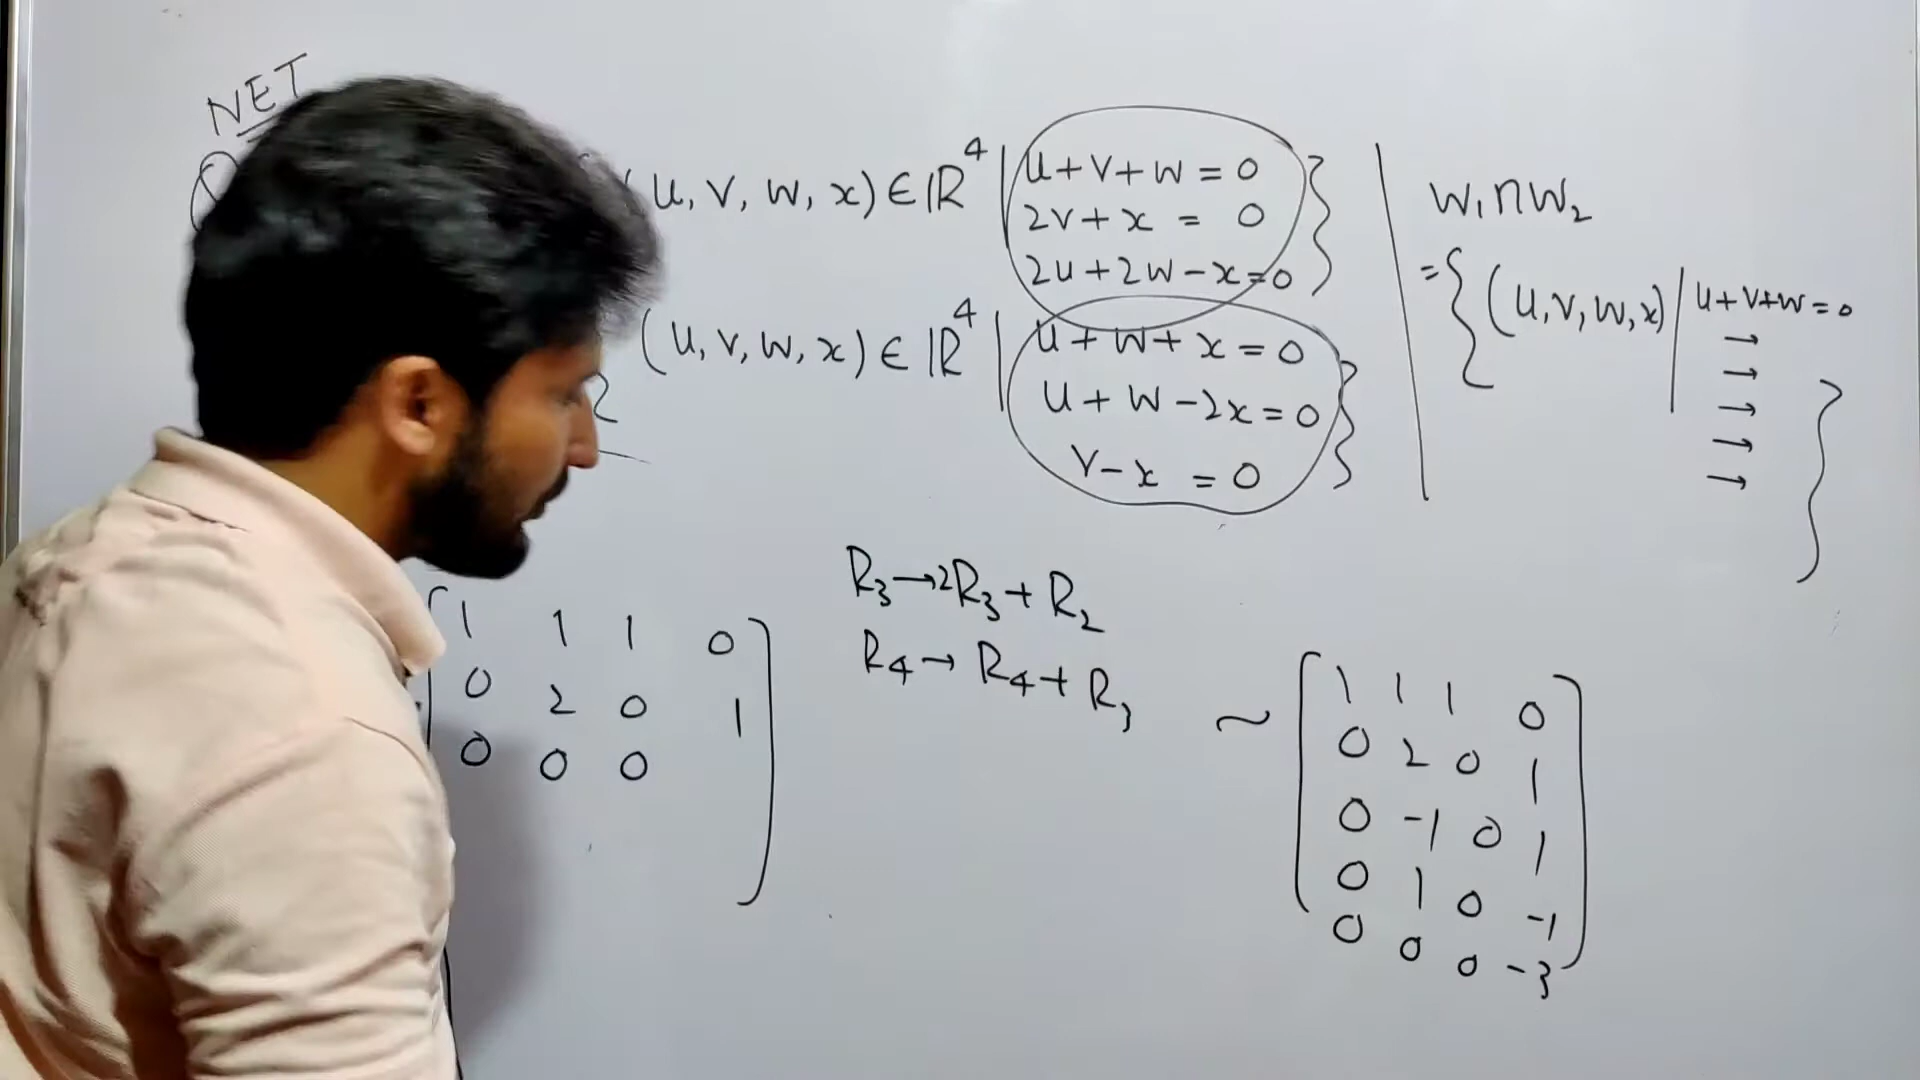 NET
(u, v, w, x) ∈ ℝ⁴ | u + v + w = 0
2v + x = 0
2u + 2w - x = 0 }
(u, v, w, x) ∈ ℝ⁴ | u + w + x = 0
u + w - 2x = 0
v - x = 0 }
2
W₁∩W₂
= { (u, v, w, x) | u + v + w = 0
→
→
→
→
→ }
1 1 1 0
0 2 0 1
0 0 0
R₃ → 2R₃ + R₂
R₄ → R₄ + R₃
~
1 1 1 0
0 2 0 1
0 -1 0 1
0 1 0 -1
0 0 0 -3